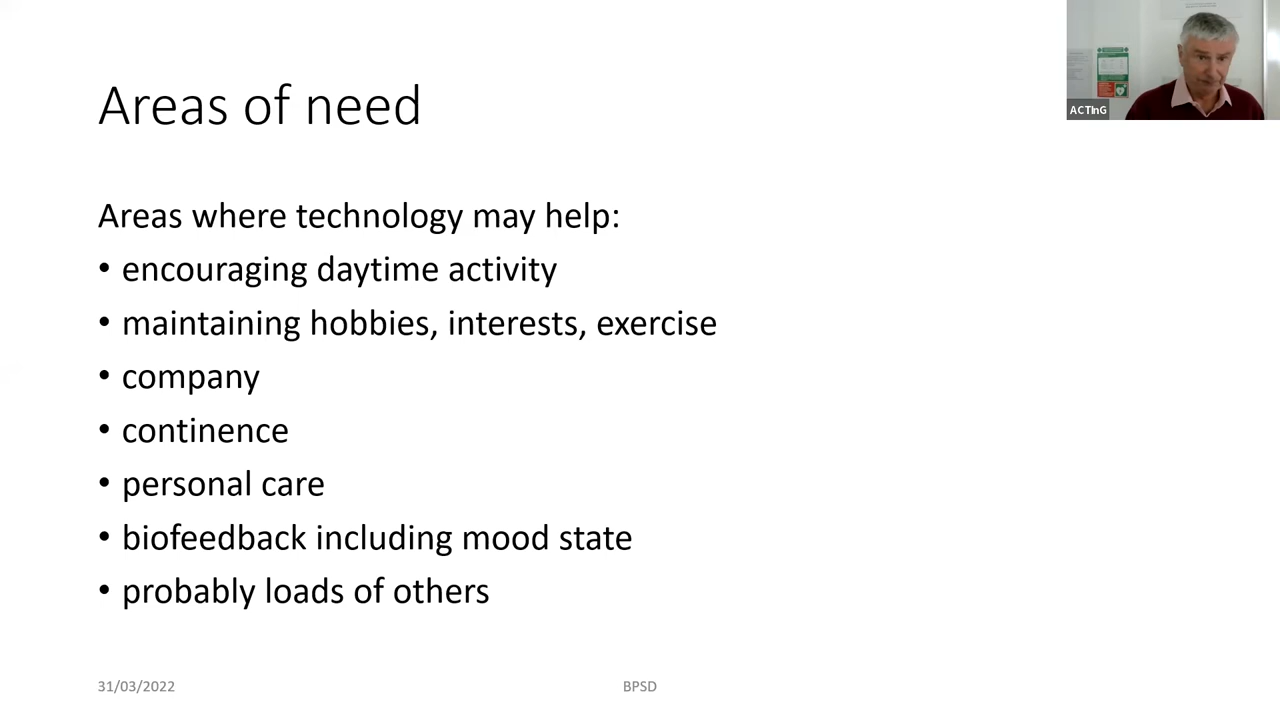 Areas of need
ACTInG
Areas where technology may help:
• encouraging daytime activity
• maintaining hobbies, interests, exercise
• company
• continence
• personal care
• biofeedback including mood state
• probably loads of others
31/03/2022
BPSD